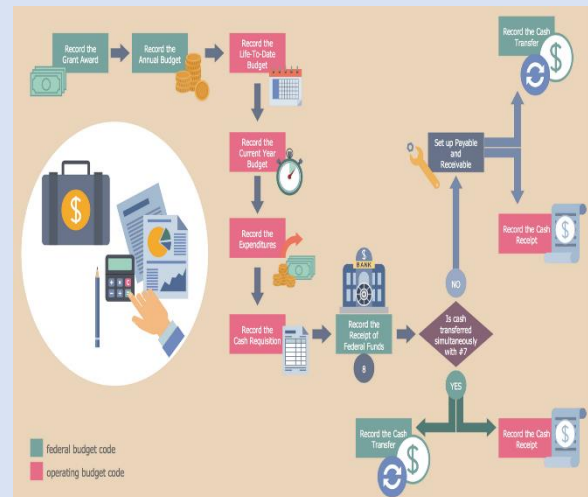 Record the
Grant Award
Record the
Annual Budget
Record the
Life-To-Date
Budget
Record the
Current Year
Budget
Record the
Expenditures
Record the
Cash Requisition
BANK
Record the
Receipt of
Federal Funds
8
Is cash
transferred
simultaneously
with #7?
NO
Set up Payable
and
Receivable
Record the Cash
Transfer
Record the Cash
Receipt
YES
Record the Cash
Transfer
Record the Cash
Receipt
federal budget code
operating budget code